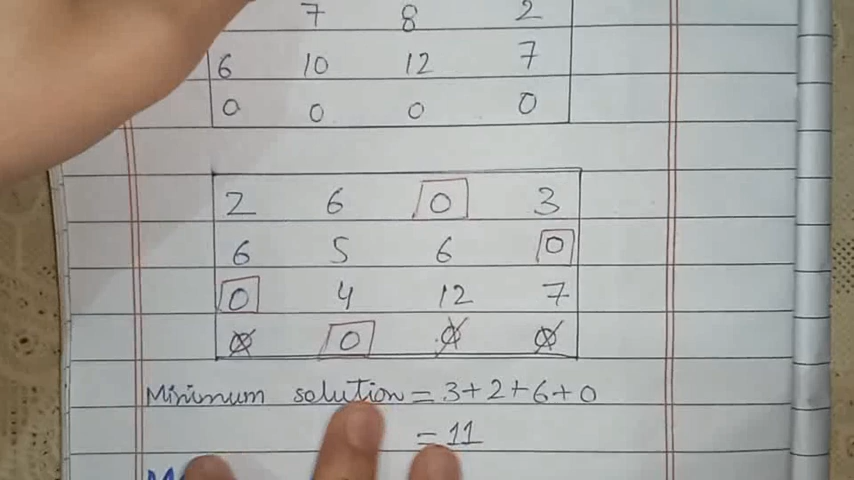 7 8 2
6 10 12 7
0 0 0 0
2 6 0 3
6 5 6 0
0 4 12 7
0 0 0 0
Minimum solution = 3+2+6+0
= 11